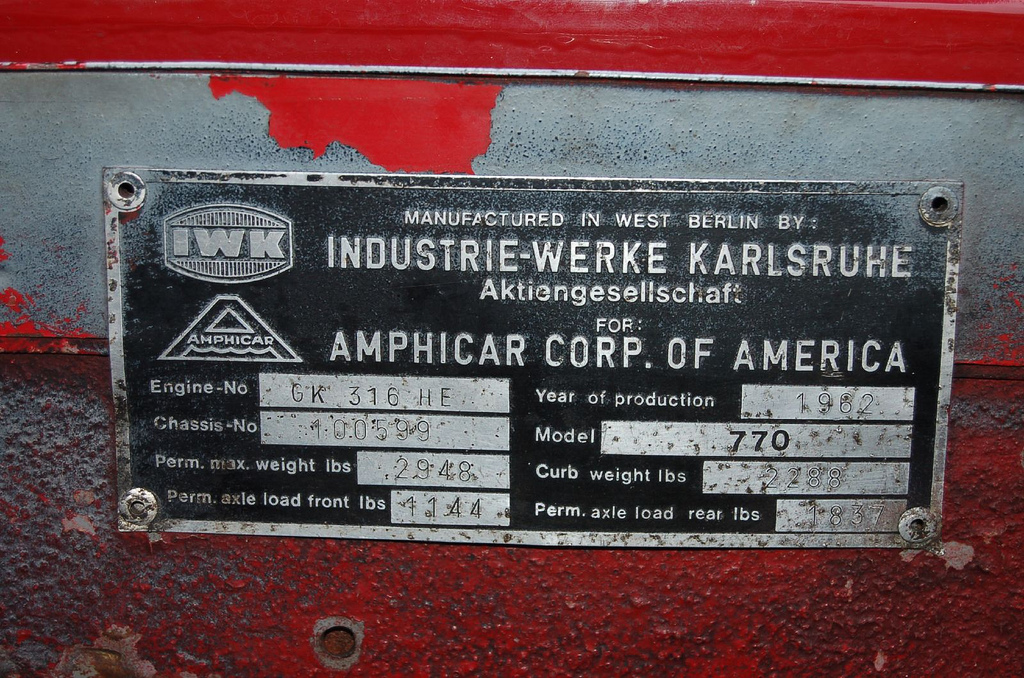 IWK
MANUFACTURED IN WEST BERLIN BY:
INDUSTRIE-WERKE KARLSRUHE
Aktiengesellschaft
AMPHICAR
FOR:
AMPHICAR CORP. OF AMERICA
Engine-No GK 316 HE
Chassis-No 100599
Perm. max. weight lbs 2948
Perm. axle load front lbs 1144
Year of production 1962
Model 770
Curb weight lbs 2288
Perm. axle load rear lbs 1837